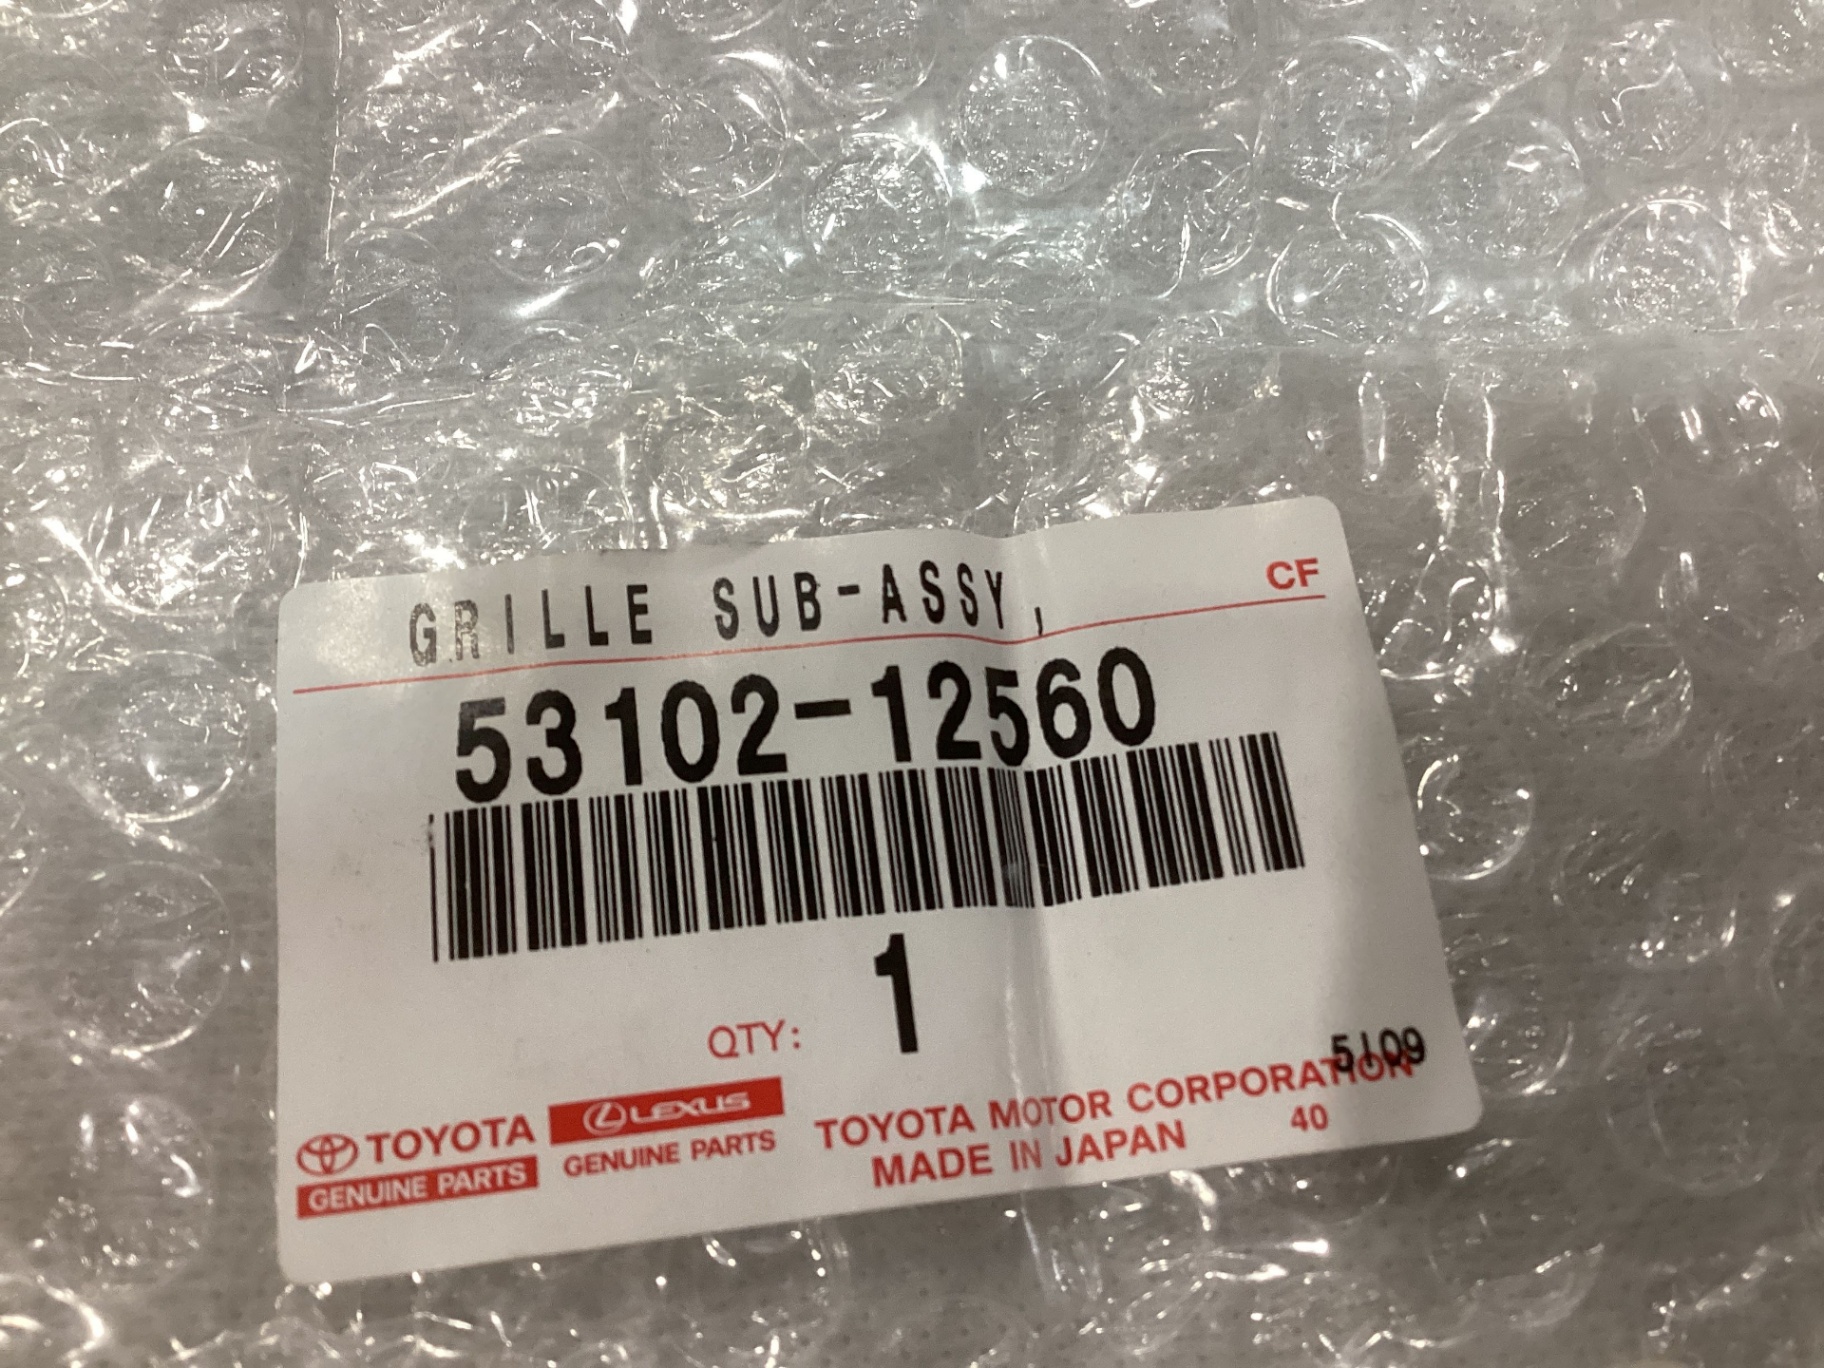 GRILLE SUB-ASSY,
CF
53102-12560
1
QTY:
5109
TOYOTA
GENUINE PARTS
LEXUS
GENUINE PARTS
TOYOTA MOTOR CORPORATION
MADE IN JAPAN
40